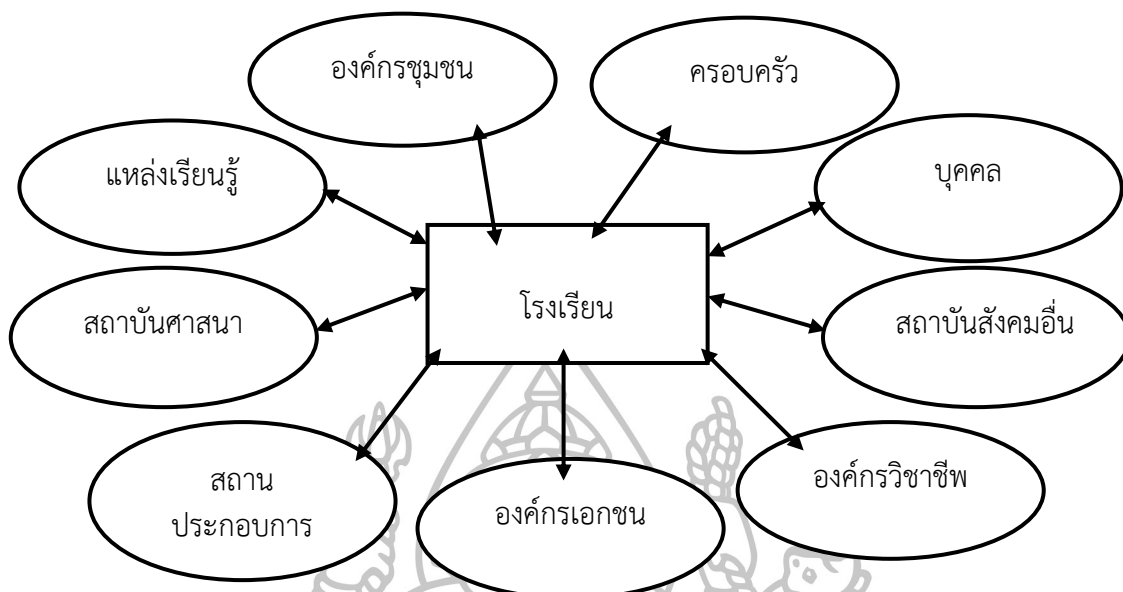 องค์กรชุมชน
ครอบครัว
แหล่งเรียนรู้
บุคคล
สถาบันศาสนา
โรงเรียน
สถาบันสังคมอื่น
สถาน
ประกอบการ
องค์กรเอกชน
องค์กรวิชาชีพ